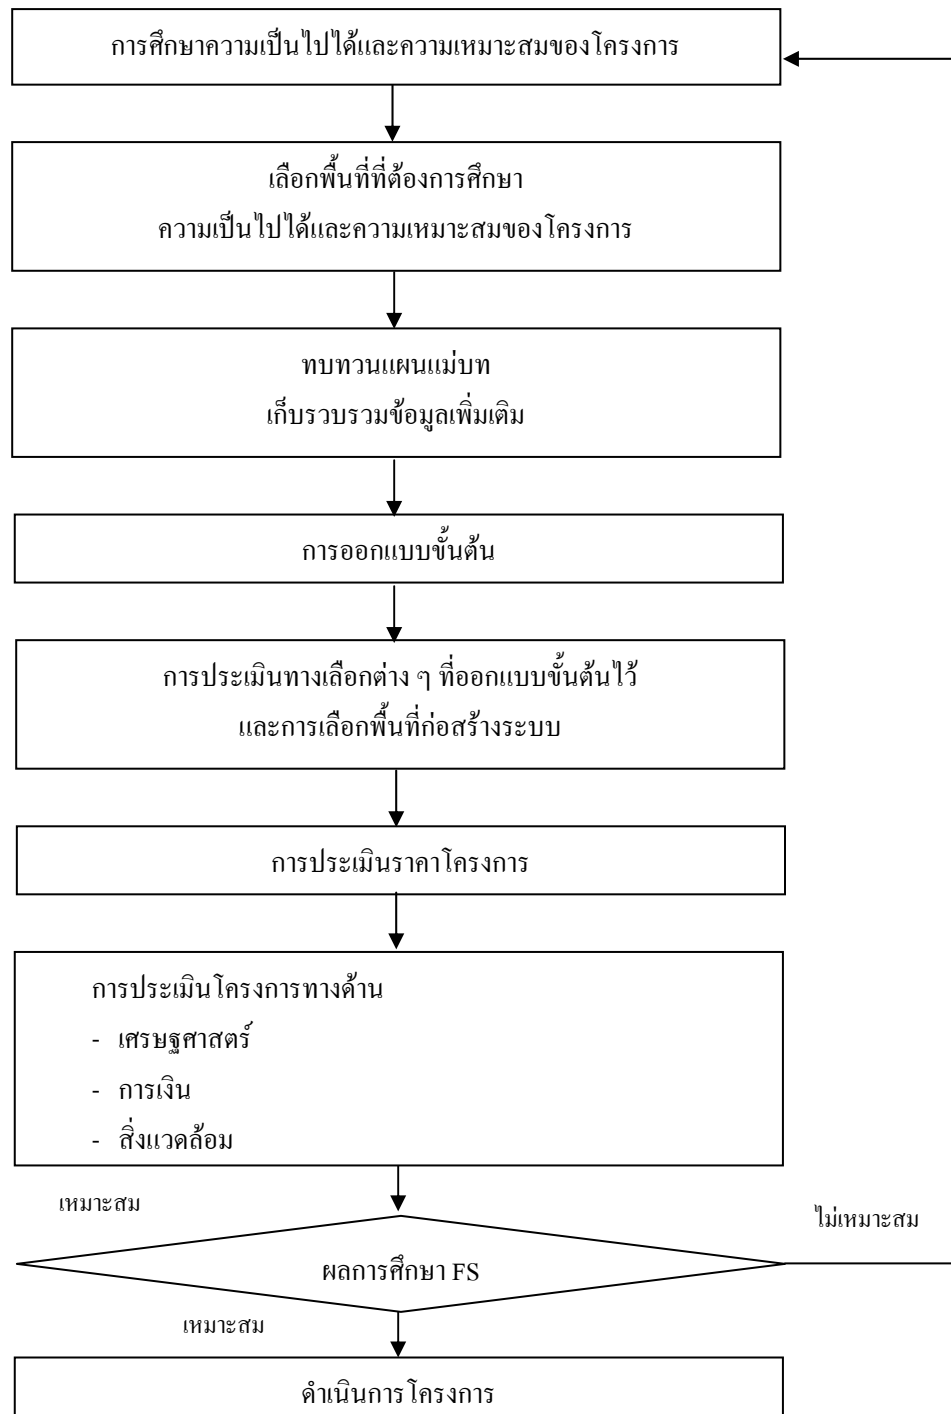 การศึกษาความเป็นไปได้และความเหมาะสมของโครงการ
เลือกพื้นที่ที่ต้องการศึกษา
ความเป็นไปได้และความเหมาะสมของโครงการ
ทบทวนแผนแม่บท
เก็บรวบรวมข้อมูลเพิ่มเติม
การออกแบบขั้นต้น
การประเมินทางเลือกต่าง ๆ ที่ออกแบบขั้นต้นไว้
และการเลือกพื้นที่ก่อสร้างระบบ
การประเมินราคาโครงการ
การประเมินโครงการทางด้าน
- เศรษฐศาสตร์
- การเงิน
- สิ่งแวดล้อม
เหมาะสม
ไม่เหมาะสม
ผลการศึกษา FS
เหมาะสม
ดำเนินการโครงการ